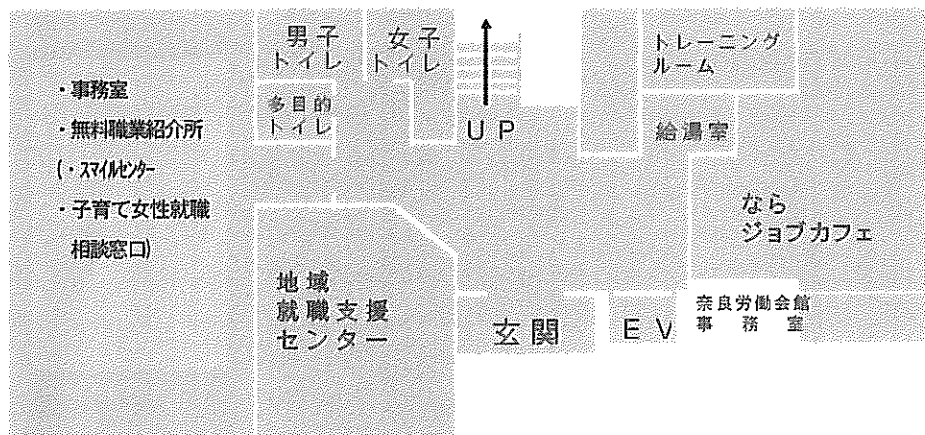 ・事務室
・無料職業紹介所
(・スマイルセンター
・子育て女性就職
相談窓口)
男子
トイレ
女子
トイレ
多目的
トイレ
UP
トレーニング
ルーム
給湯室
なら
ジョブカフェ
地域
就職支援
センター
玄関
EV
奈良労働会館
事務室